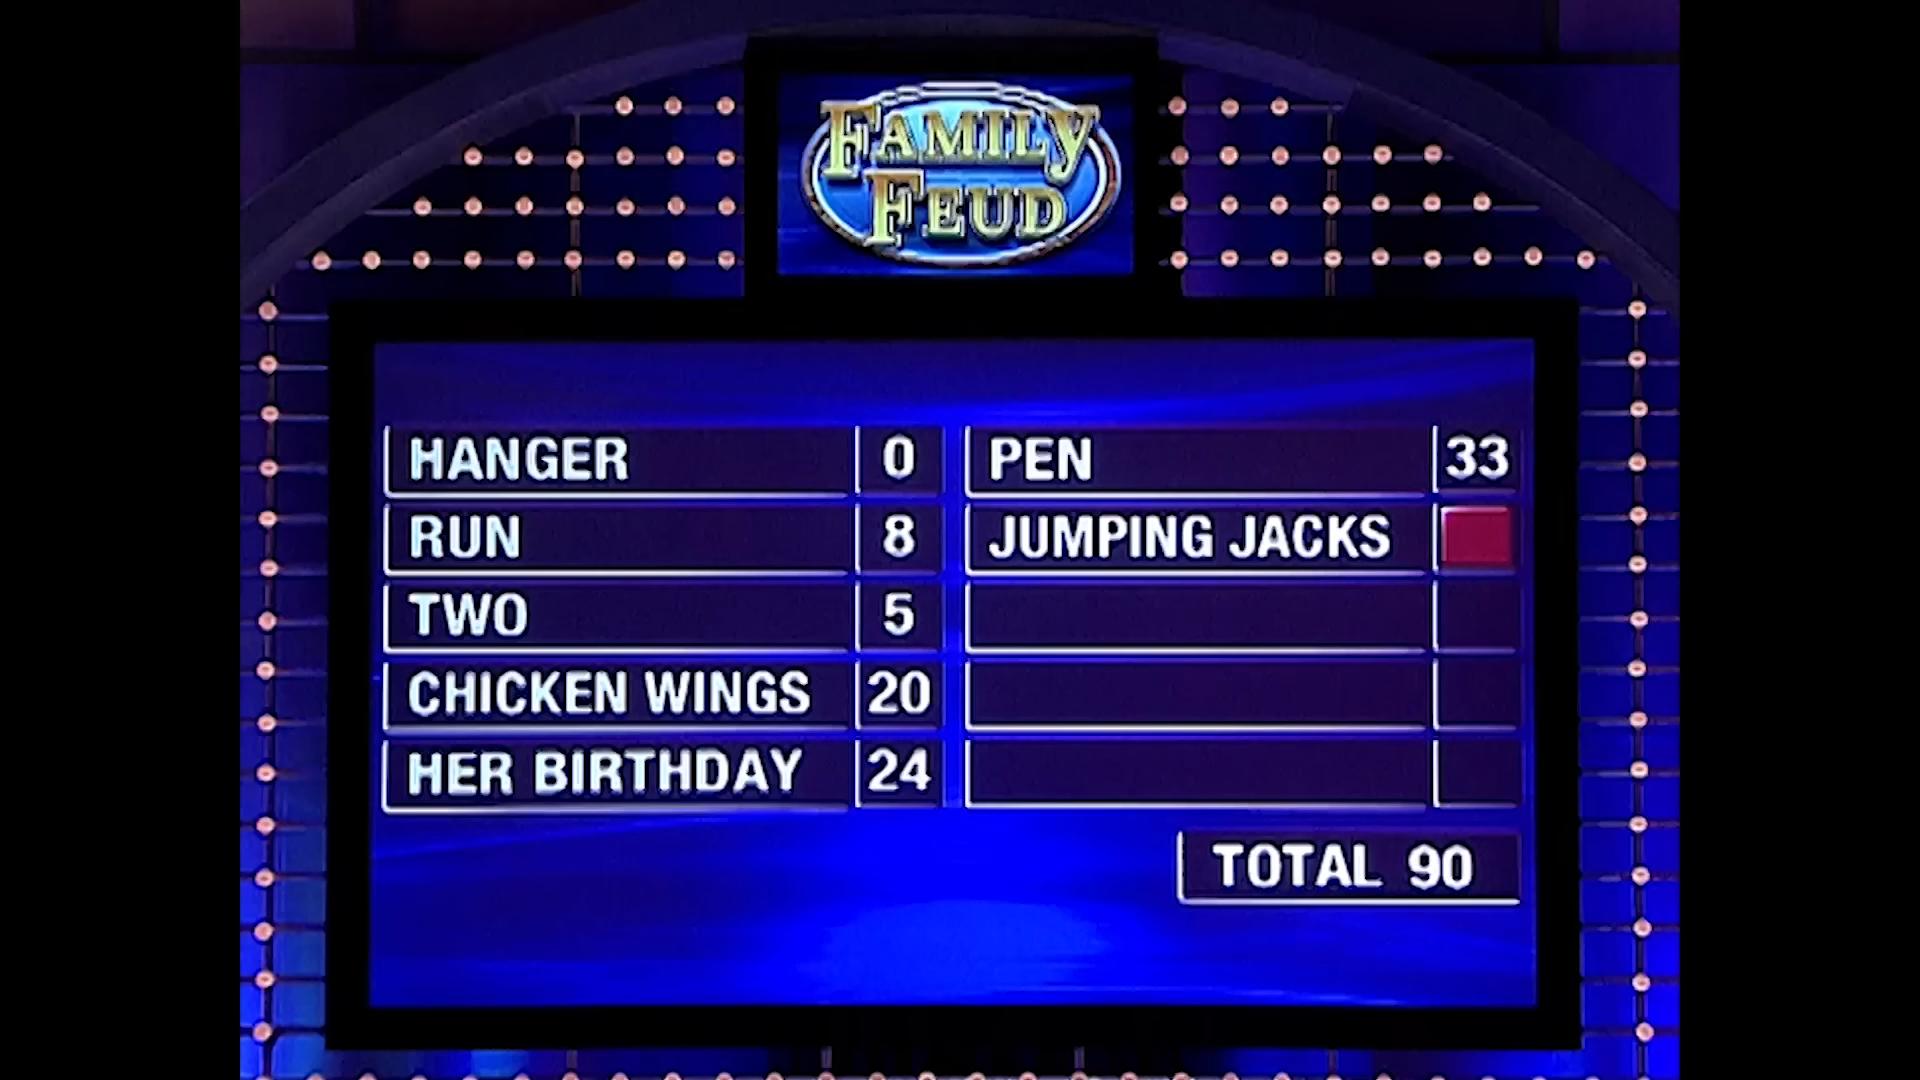 FAMILY
FEUD
HANGER 0
RUN 8
TWO 5
CHICKEN WINGS 20
HER BIRTHDAY 24
PEN 33
JUMPING JACKS
TOTAL 90